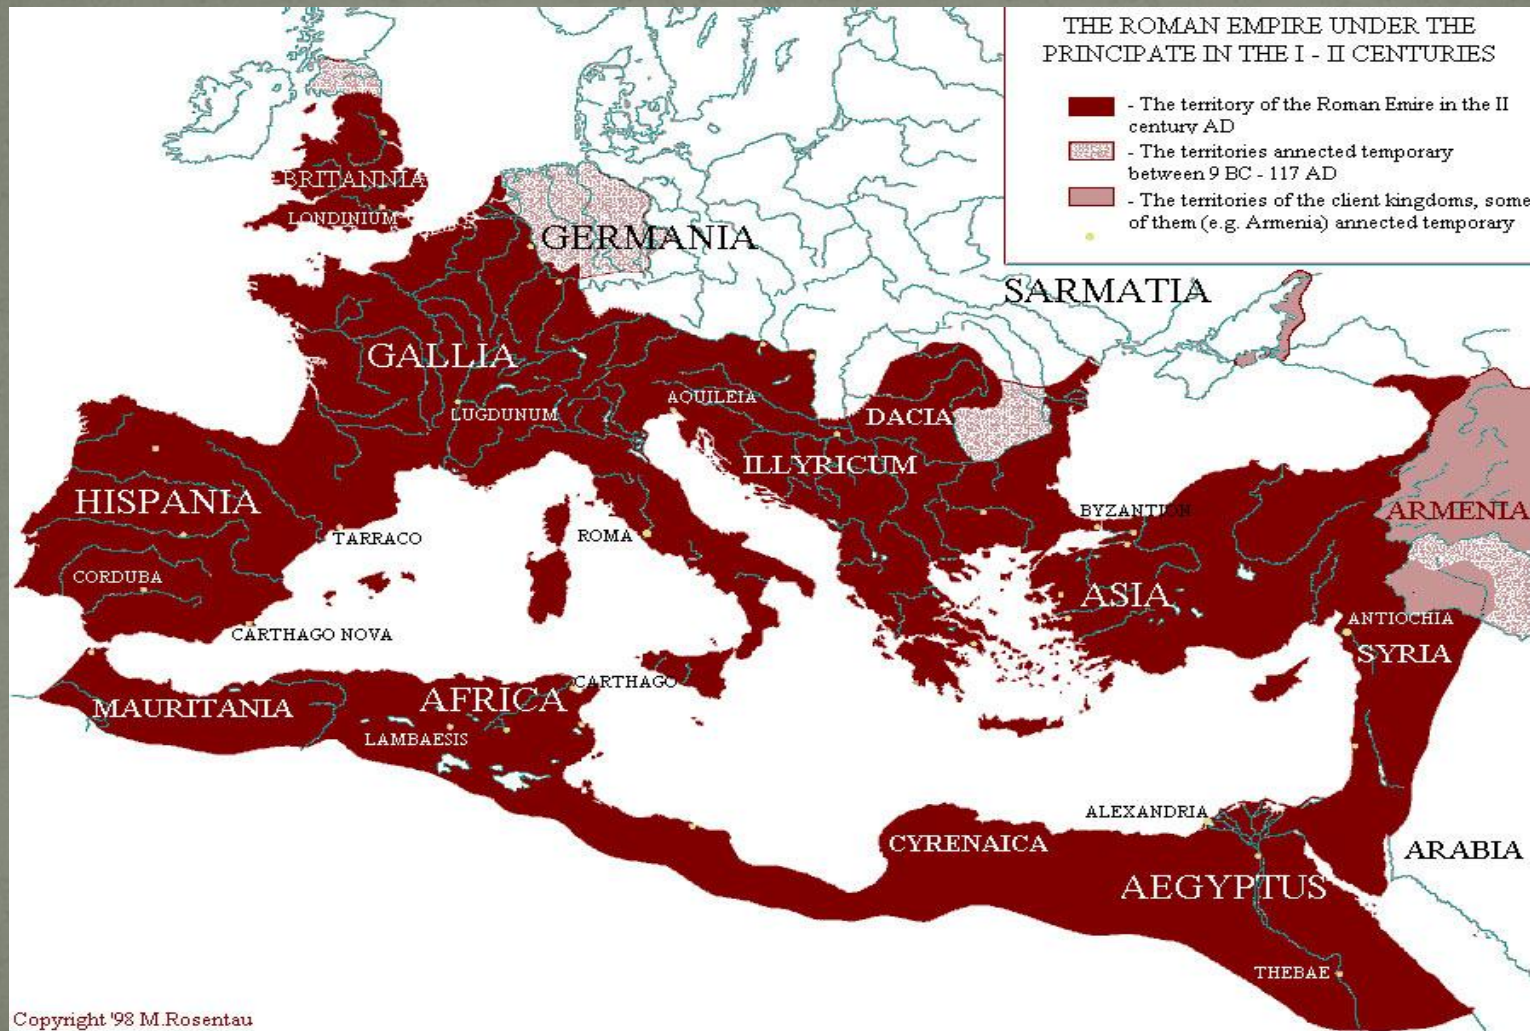 THE ROMAN EMPIRE UNDER THE
PRINCIPATE IN THE I - II CENTURIES
- The territory of the Roman Emire in the II
century AD
- The territories annected temporary
between 9 BC - 117 AD
- The territories of the client kingdoms, some
of them (e.g. Armenia) annected temporary
BRITANNIA
LONDINIUM
GERMANIA
SARMATIA
GALLIA
LUGDUNUM
AQUILEIA
DACIA
ILLYRICUM
HISPANIA
TARRACO
ROMA
BYZANTION
ARMENIA
CORDUBA
ASIA
CARTHAGO NOVA
ANTIOCHIA
SYRIA
CARTHAGO
MAURITANIA
AFRICA
LAMBAESIS
ALEXANDRIA
CYRENAICA
ARABIA
AEGYPTUS
THEBAE
Copyright '98 M.Rosentau